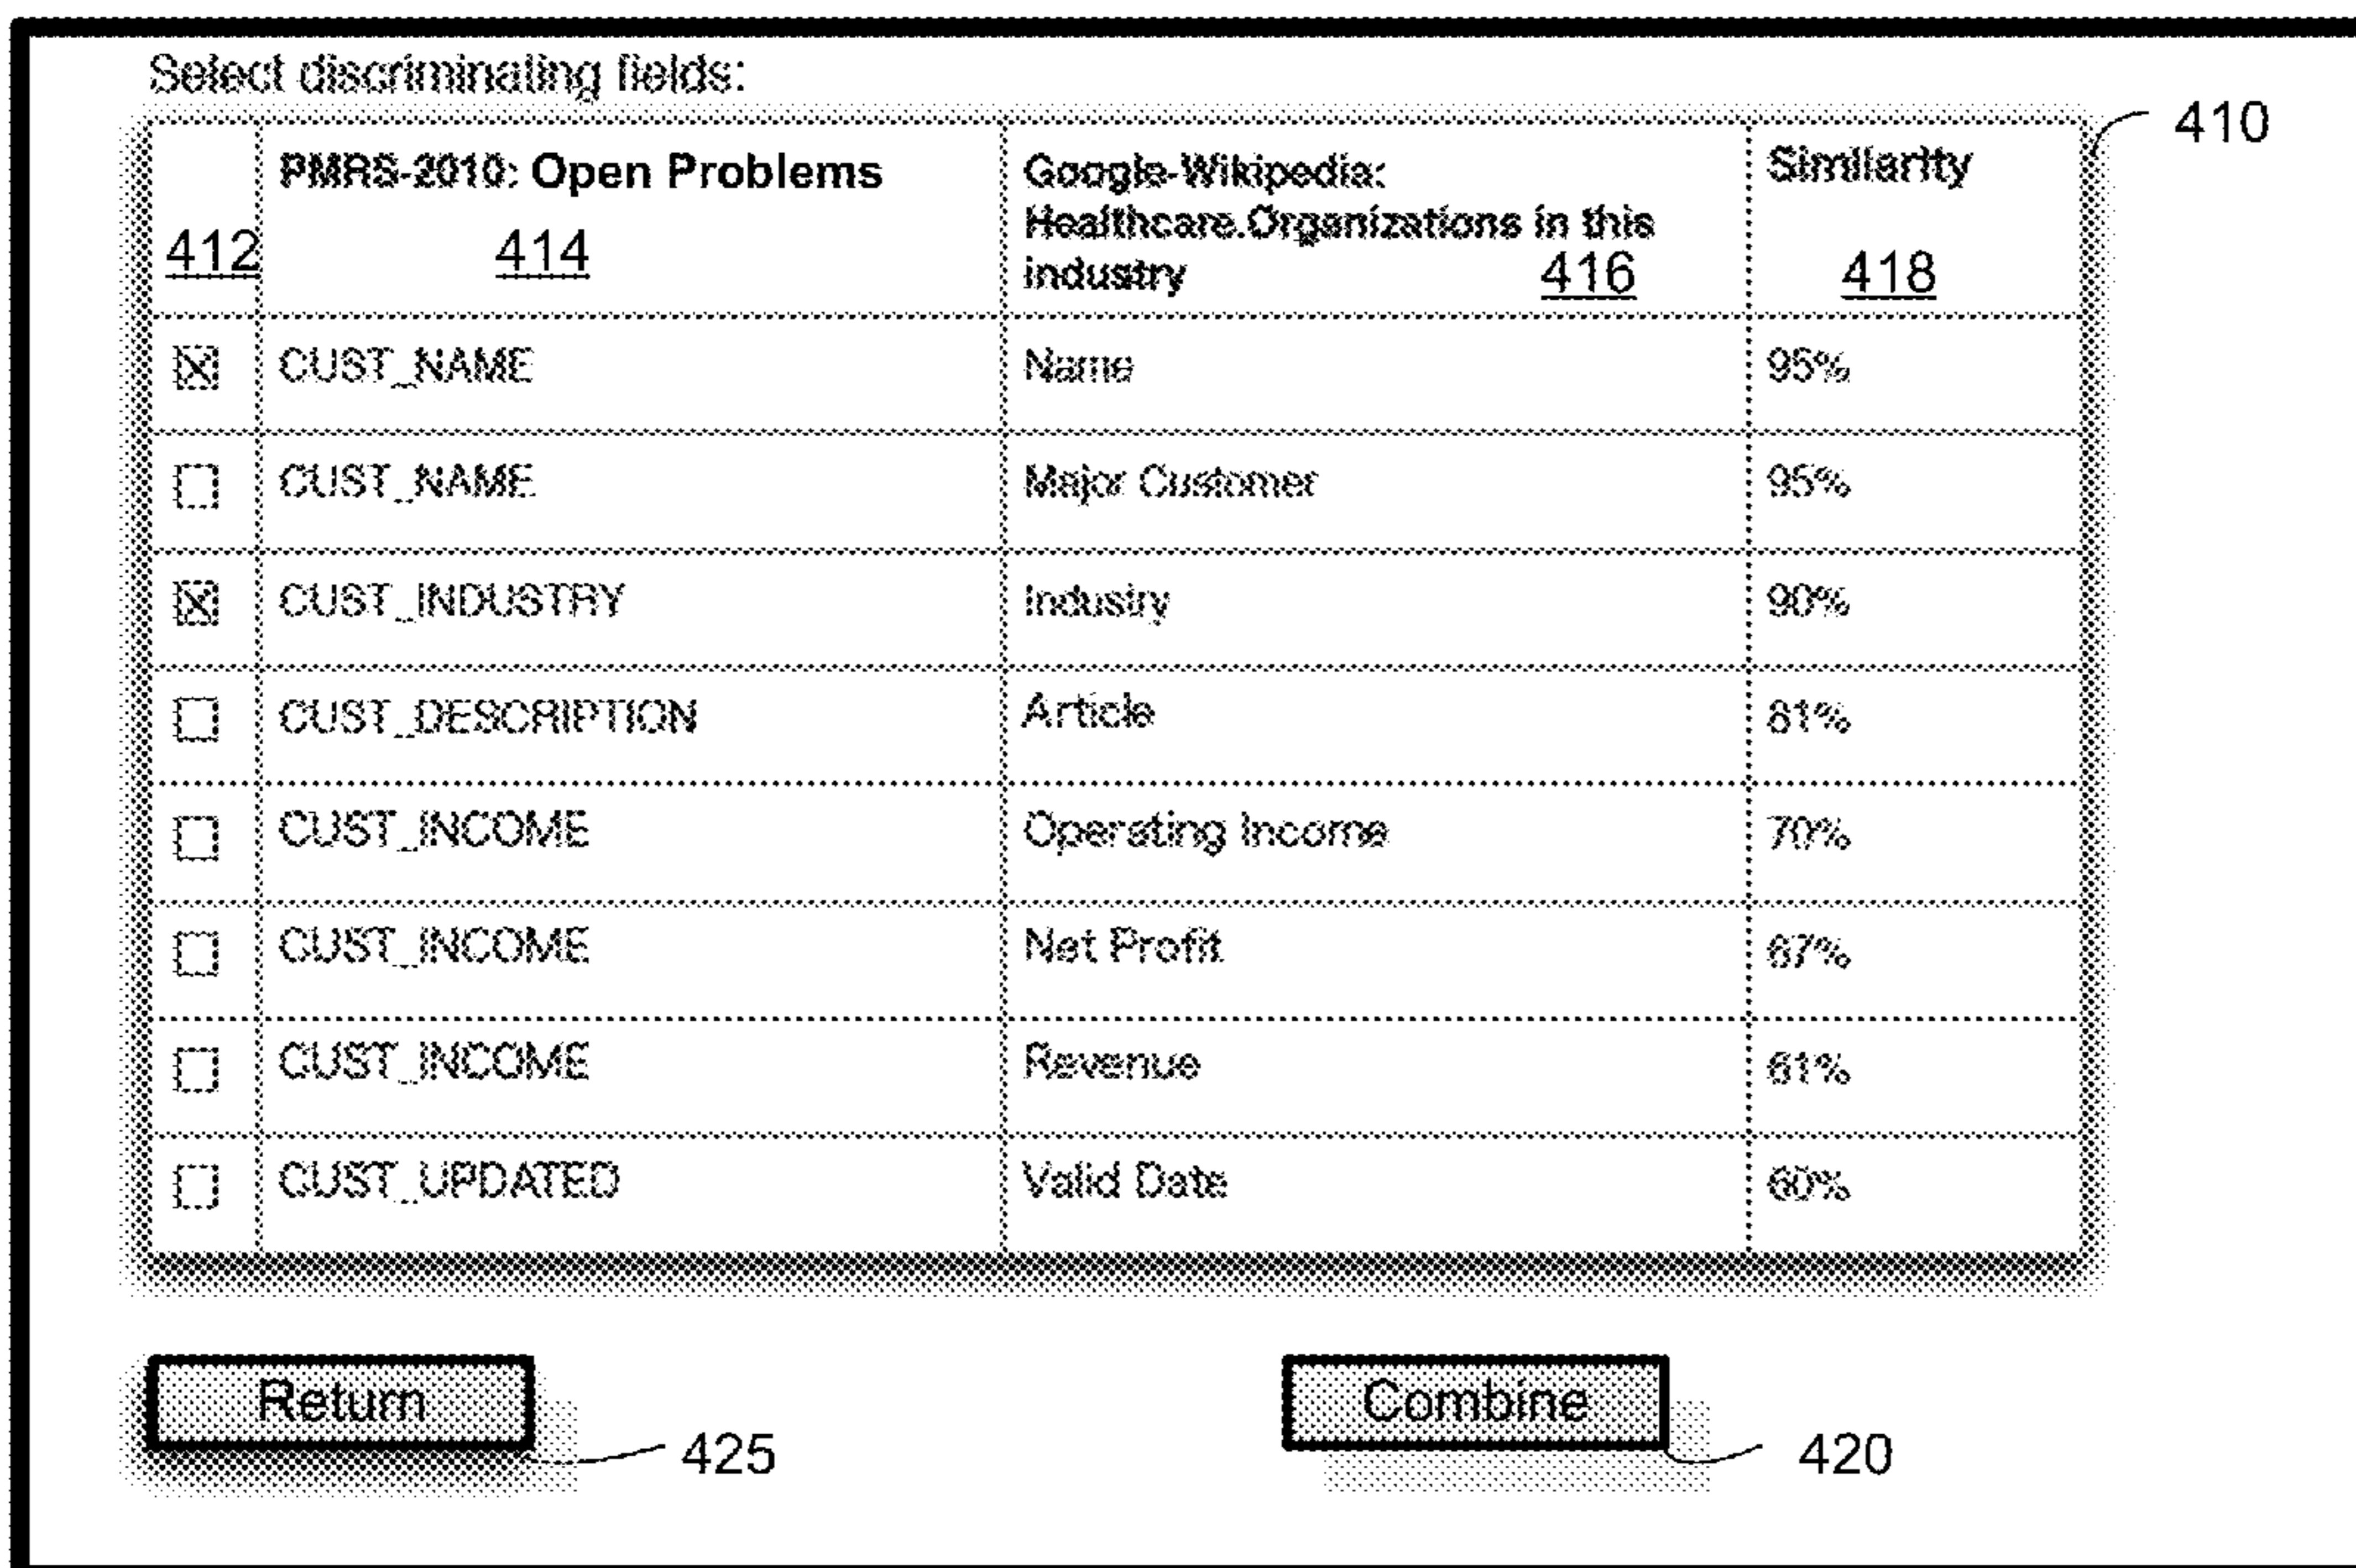 Select discriminating fields:
410
PMRS-2010: Open Problems
Google-Wikipedia:
Healthcare.Organizations in this
industry
Similarity
412
414
416
418
CUST_NAME Name 95%
CUST_NAME Major Customer 95%
CUST_INDUSTRY Industry 90%
CUST_DESCRIPTION Article 81%
CUST_INCOME Operating Income 70%
CUST_INCOME Net Profit 67%
CUST_INCOME Revenue 61%
CUST_UPDATED Valid Date 60%
Return
Combine
425
420